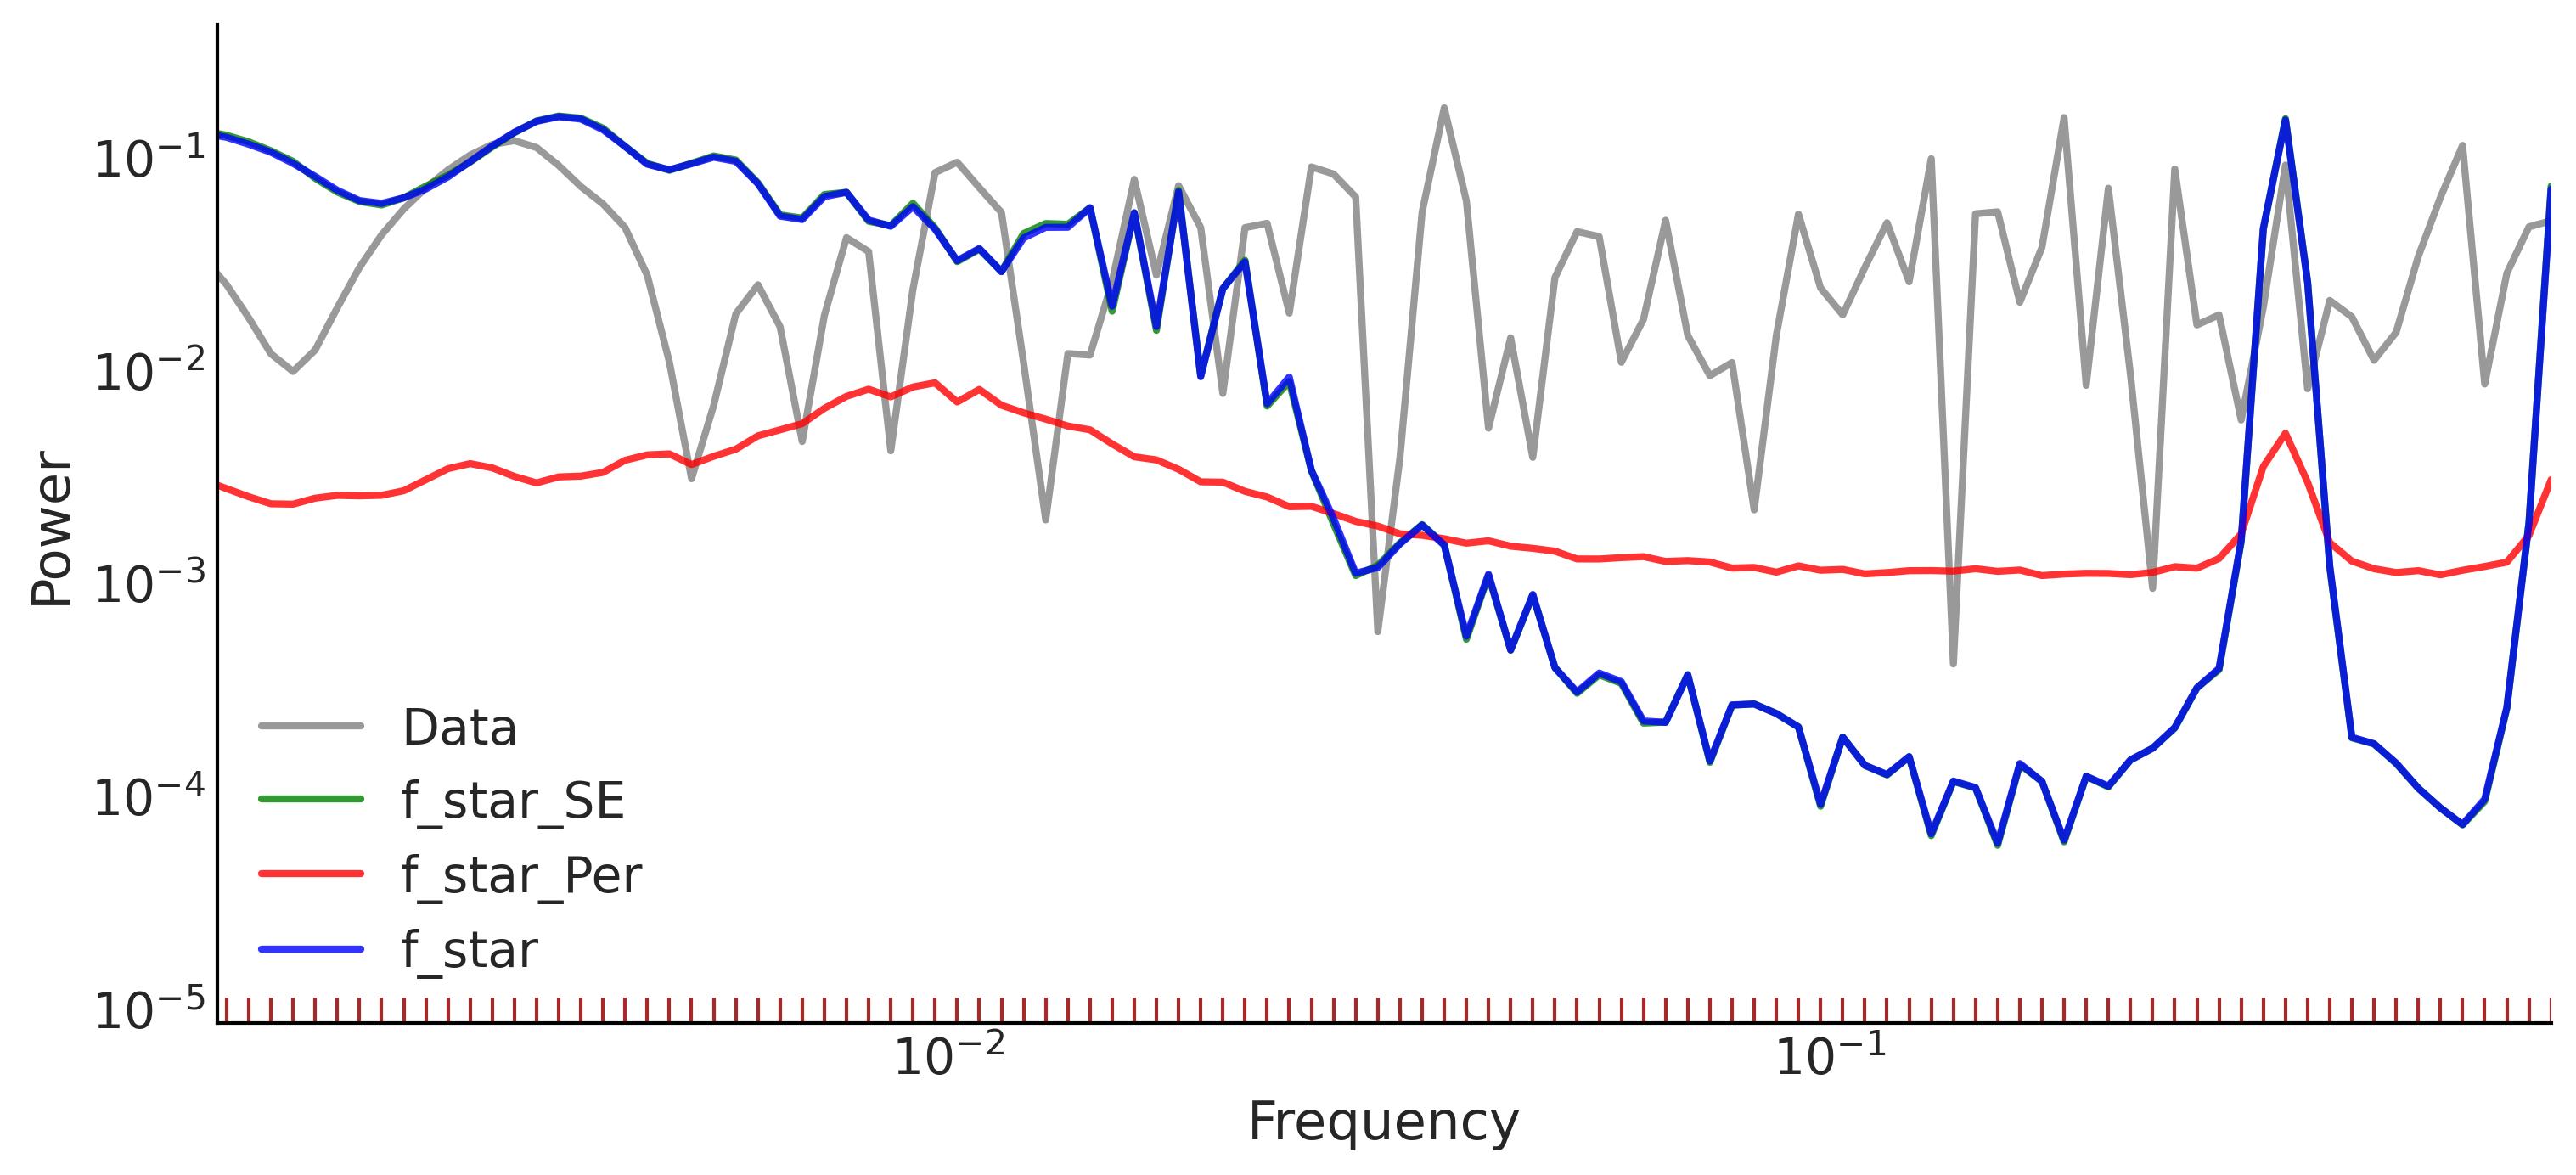 10⁻¹
10⁻²
10⁻³
10⁻⁴
10⁻⁵
Power
Data
f_star_SE
f_star_Per
f_star
10⁻² 10⁻¹
Frequency